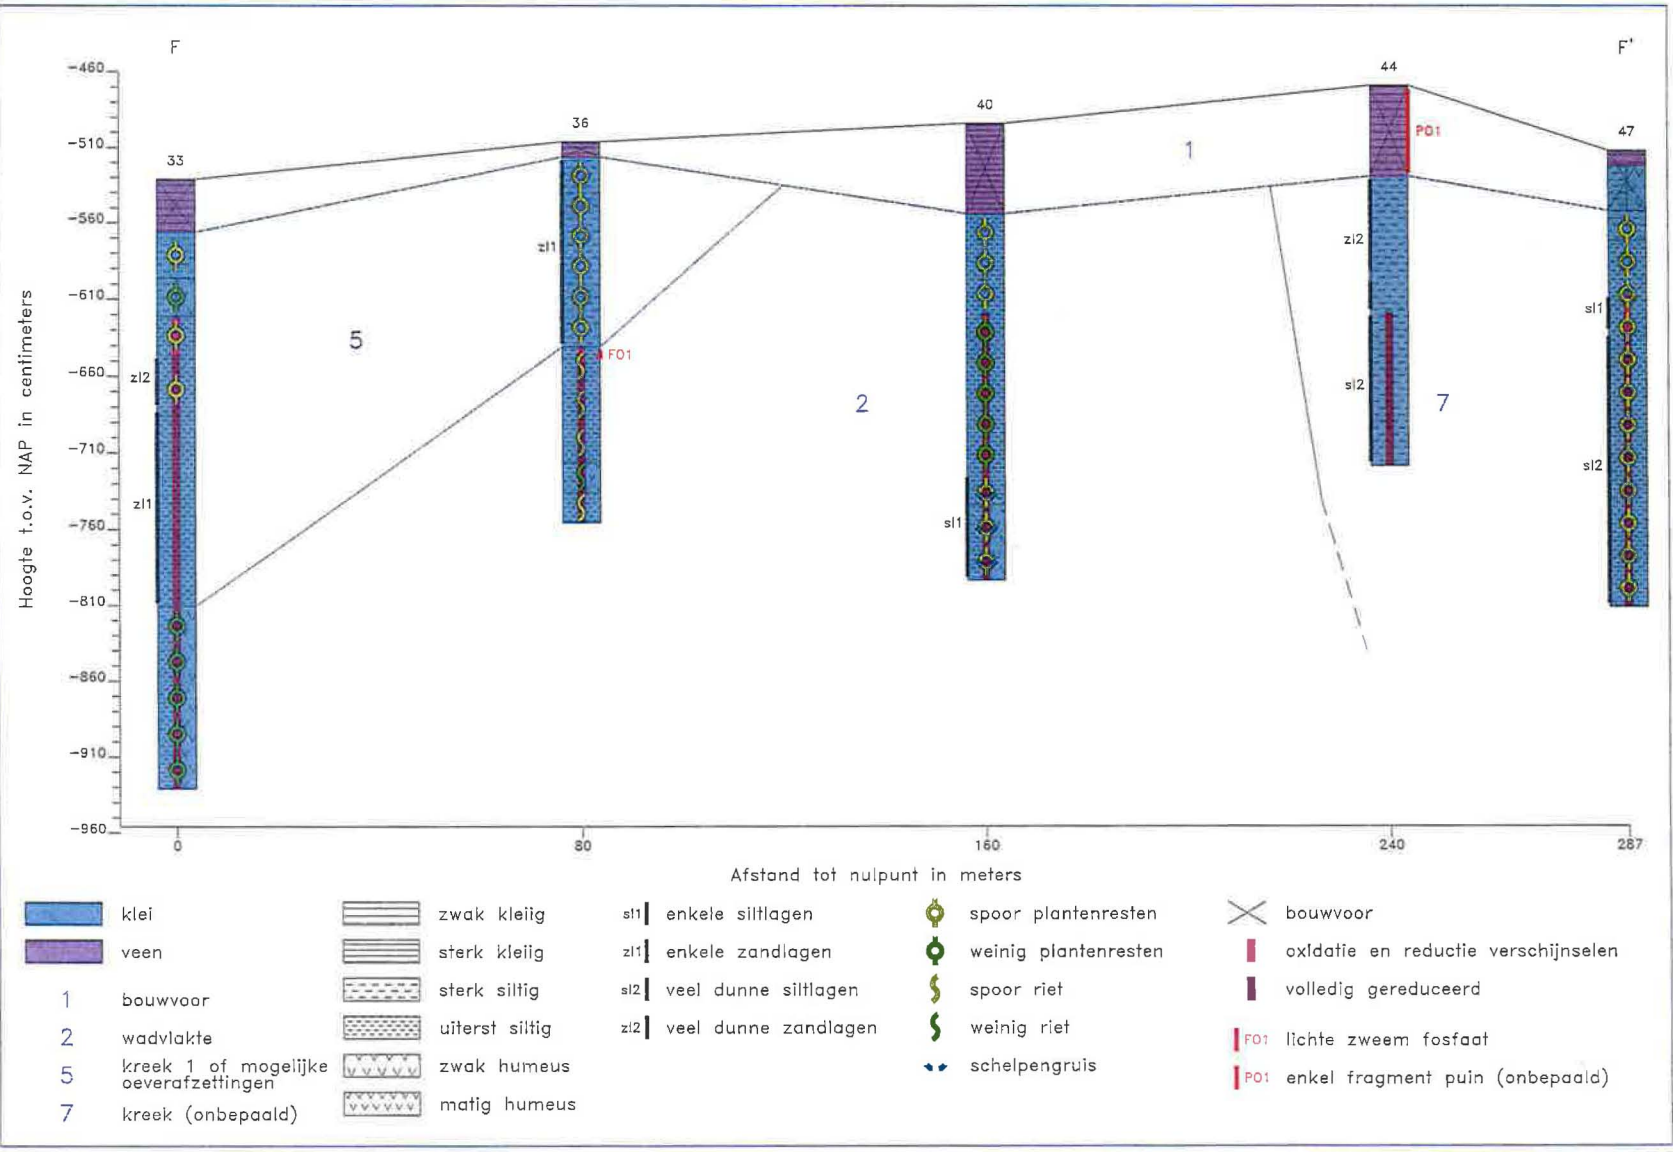 F
F'
-460
-510
-560
-610
-660
-710
-760
-810
-860
-910
-960
Hoogte t.o.v. NAP in centimeters
33
36
40
44
47
PO1
1
zl1
zl2
sl1
5
FO1
zl2
sl2
2
7
zl1
sl1
sl2
0
80
160
240
287
Afstand tot nulpunt in meters
klei
veen
1 bouwvoor
2 wadvlakte
5 kreek 1 of mogelijke
oeverafzettingen
7 kreek (onbepaald)
zwak kleiig
sterk kleiig
sterk siltig
uiterst siltig
zwak humeus
matig humeus
sl1 enkele siltlagen
zl1 enkele zandlagen
sl2 veel dunne siltlagen
zl2 veel dunne zandlagen
spoor plantenresten
weinig plantenresten
spoor riet
weinig riet
schelpengruis
bouwvoor
oxidatie en reductie verschijnselen
volledig gereduceerd
FO1 lichte zweem fosfaat
PO1 enkel fragment puin (onbepaald)